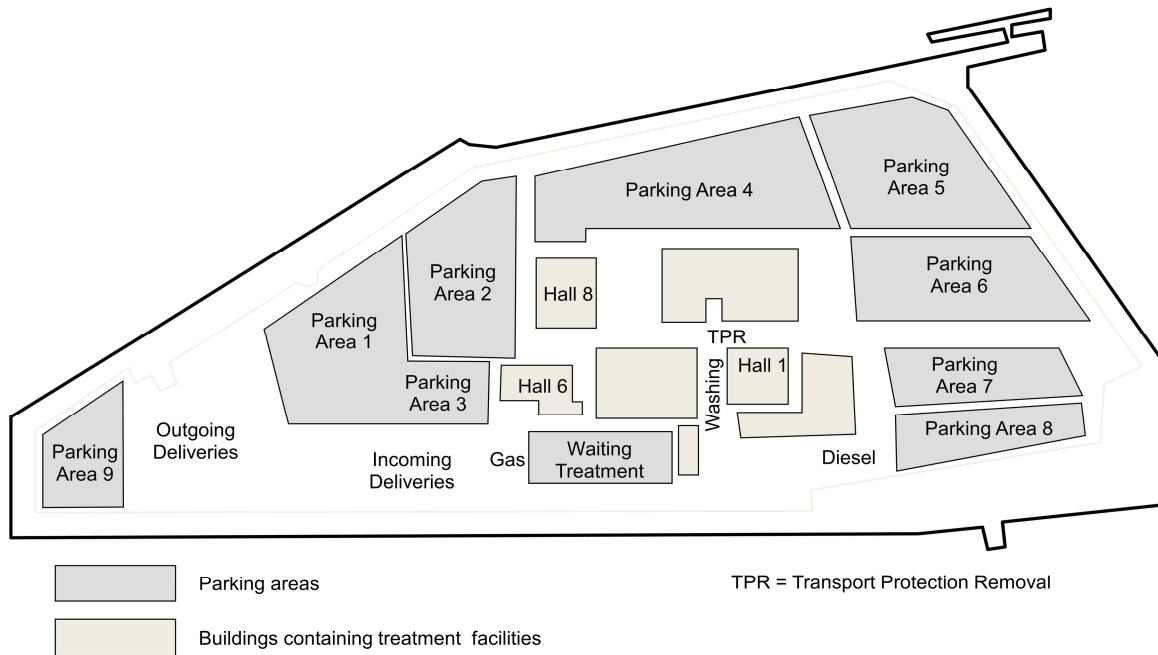 Parking Area 4
Parking
Area 5
Parking
Area 2
Hall 8
Parking
Area 6
Parking
Area 1
TPR
Parking
Area 3
Hall 6
Washing
Hall 1
Parking
Area 7
Parking
Area 9
Outgoing
Deliveries
Incoming
Deliveries
Gas
Waiting
Treatment
Diesel
Parking Area 8
Parking areas
TPR = Transport Protection Removal
Buildings containing treatment facilities